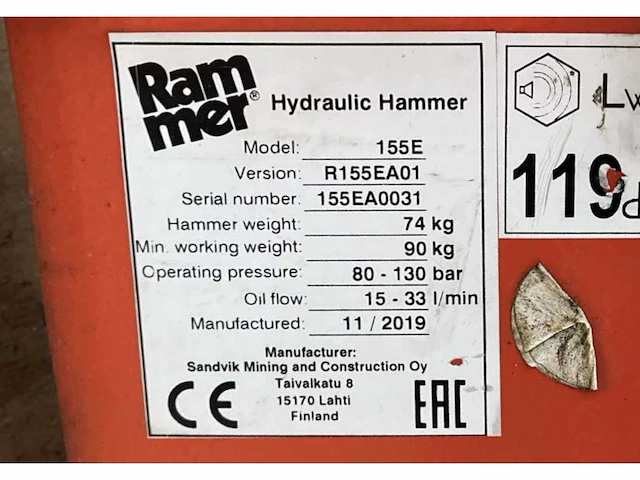 Ram
mer®
Hydraulic Hammer
Model: 155E
Version: R155EA01
Serial number: 155EA0031
Hammer weight: 74 kg
Min. working weight: 90 kg
Operating pressure: 80 - 130 bar
Oil flow: 15 - 33 l/min
Manufactured: 11 / 2019
Manufacturer:
Sandvik Mining and Construction Oy
Taivalkatu 8
15170 Lahti
Finland
CE
EAC
Lw
119